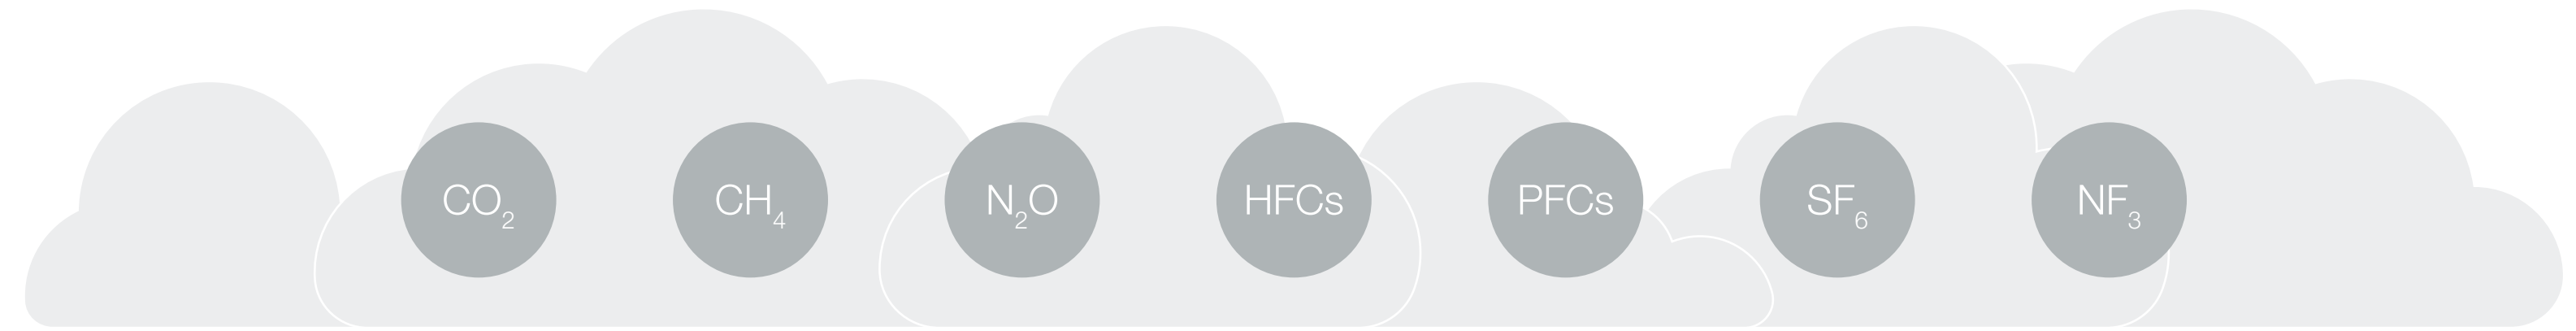 CO₂ CH₄ N₂O HFCs PFCs SF₆ NF₃